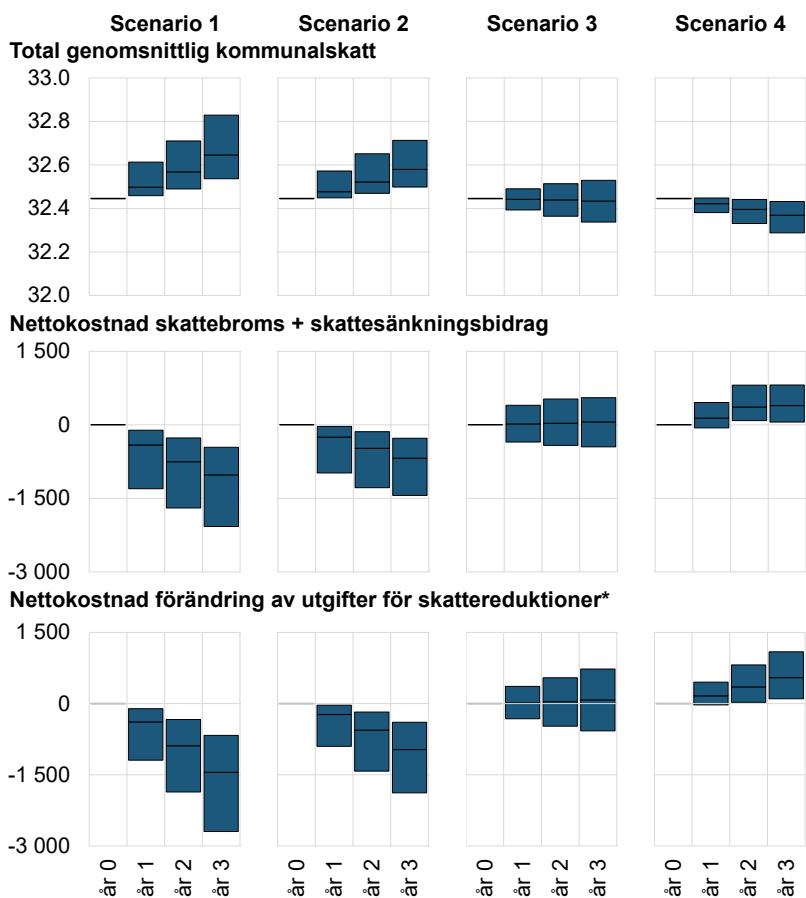 Scenario 1 Scenario 2 Scenario 3 Scenario 4
Total genomsnittlig kommunalskatt
33.0
32.8
32.6
32.4
32.2
32.0
Nettokostnad skattebroms + skattesänkningsbidrag
1 500
0
-1 500
-3 000
Nettokostnad förändring av utgifter för skattereduktioner*
1 500
0
-1 500
-3 000
år 0 år 1 år 2 år 3 år 0 år 1 år 2 år 3 år 0 år 1 år 2 år 3 år 0 år 1 år 2 år 3